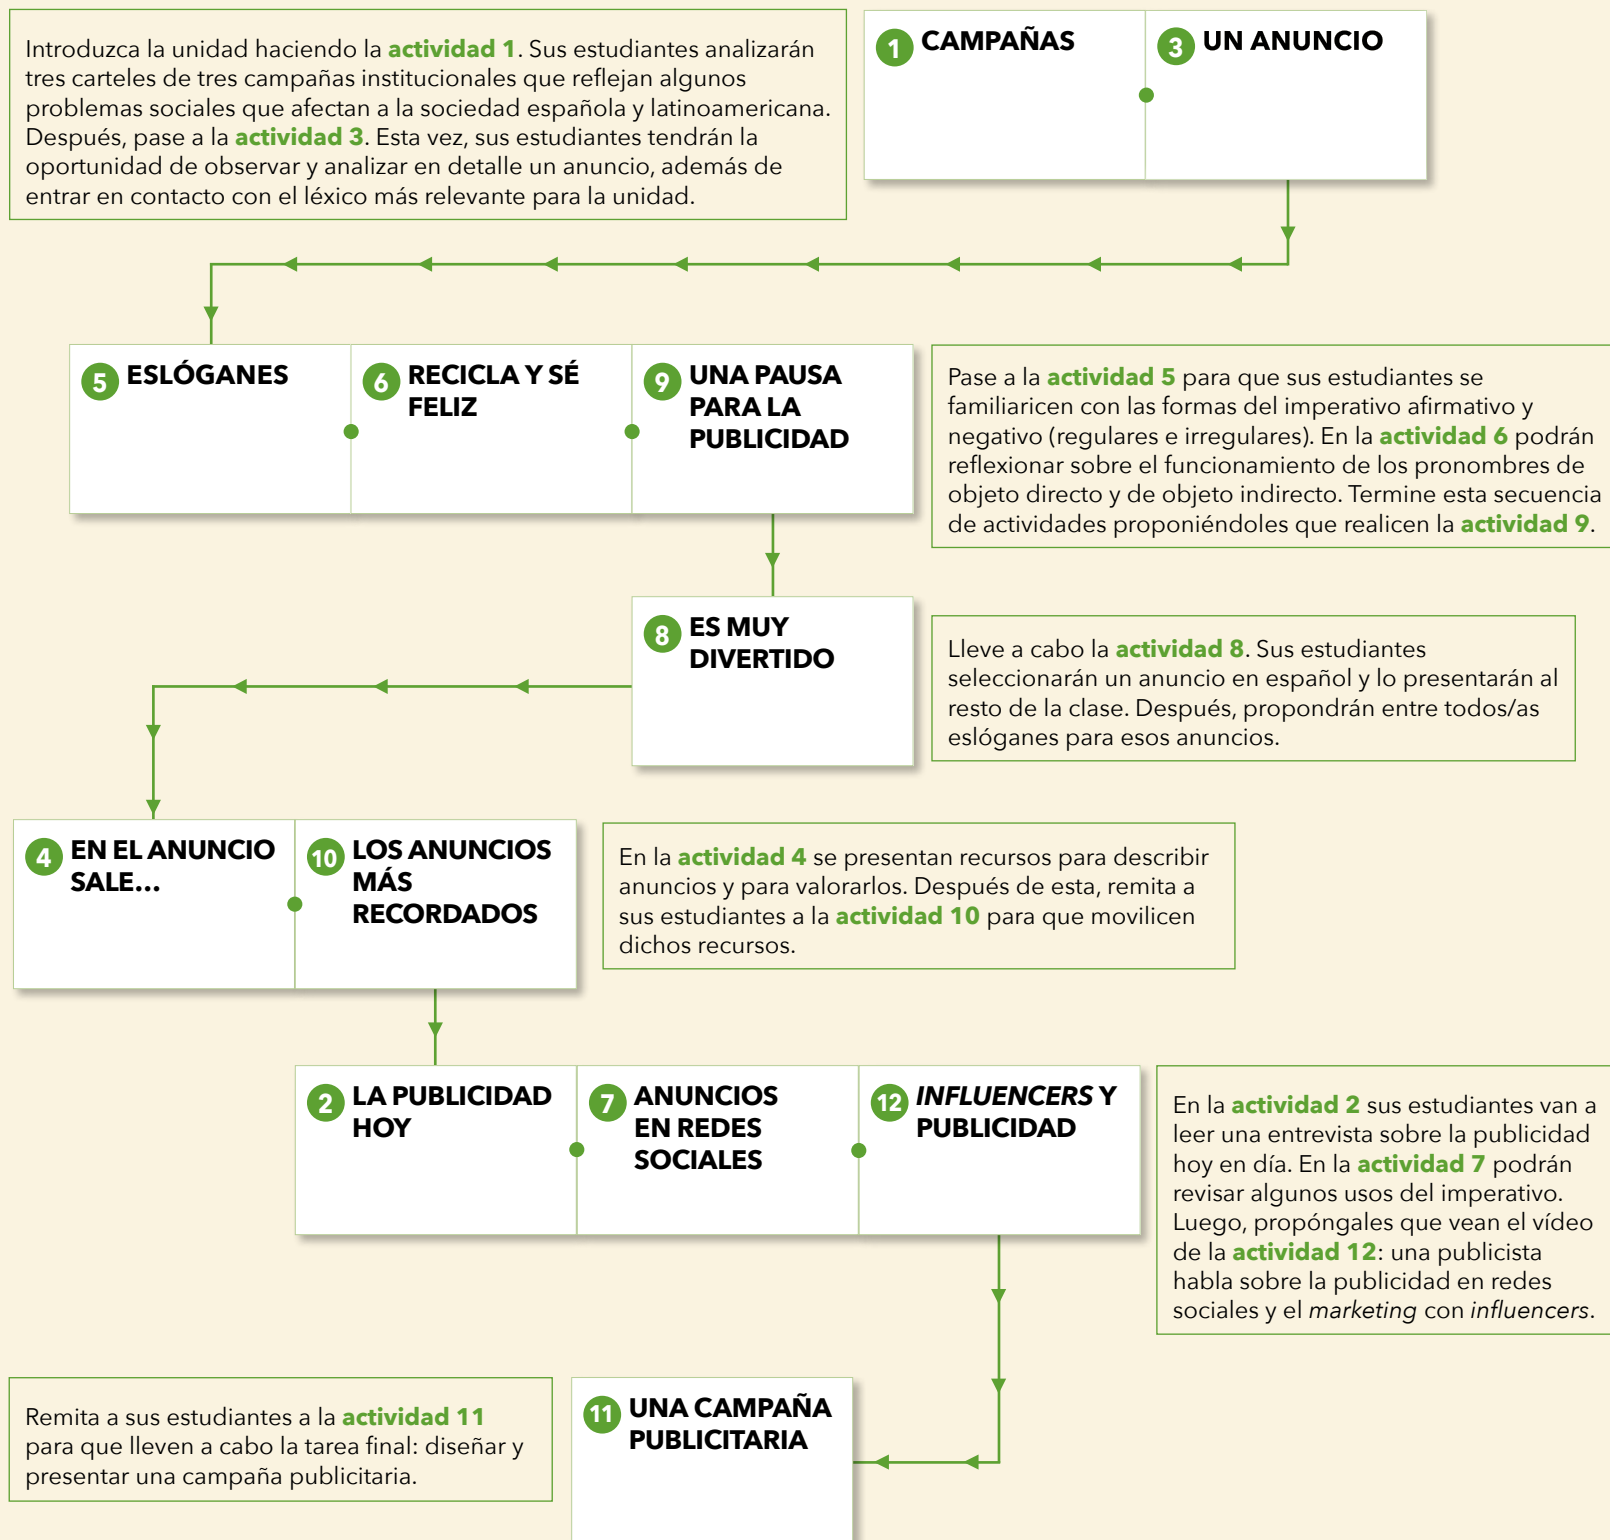 Introduzca la unidad haciendo la actividad 1. Sus estudiantes analizarán
tres carteles de tres campañas institucionales que reflejan algunos
problemas sociales que afectan a la sociedad española y latinoamericana.
Después, pase a la actividad 3. Esta vez, sus estudiantes tendrán la
oportunidad de observar y analizar en detalle un anuncio, además de
entrar en contacto con el léxico más relevante para la unidad.
1 CAMPAÑAS
3 UN ANUNCIO
5 ESLÓGANES
6 RECICLA Y SÉ
FELIZ
9 UNA PAUSA
PARA LA
PUBLICIDAD
Pase a la actividad 5 para que sus estudiantes se
familiaricen con las formas del imperativo afirmativo y
negativo (regulares e irregulares). En la actividad 6 podrán
reflexionar sobre el funcionamiento de los pronombres de
objeto directo y de objeto indirecto. Termine esta secuencia
de actividades proponiéndoles que realicen la actividad 9.
8 ES MUY
DIVERTIDO
Lleve a cabo la actividad 8. Sus estudiantes
seleccionarán un anuncio en español y lo presentarán al
resto de la clase. Después, propondrán entre todos/as
eslóganes para esos anuncios.
4 EN EL ANUNCIO
SALE...
10 LOS ANUNCIOS
MÁS
RECORDADOS
En la actividad 4 se presentan recursos para describir
anuncios y para valorarlos. Después de esta, remita a
sus estudiantes a la actividad 10 para que movilicen
dichos recursos.
2 LA PUBLICIDAD
HOY
7 ANUNCIOS
EN REDES
SOCIALES
12 INFLUENCERS Y
PUBLICIDAD
En la actividad 2 sus estudiantes van a
leer una entrevista sobre la publicidad
hoy en día. En la actividad 7 podrán
revisar algunos usos del imperativo.
Luego, propóngales que vean el vídeo
de la actividad 12: una publicista
habla sobre la publicidad en redes
sociales y el marketing con influencers.
Remita a sus estudiantes a la actividad 11
para que lleven a cabo la tarea final: diseñar y
presentar una campaña publicitaria.
11 UNA CAMPAÑA
PUBLICITARIA